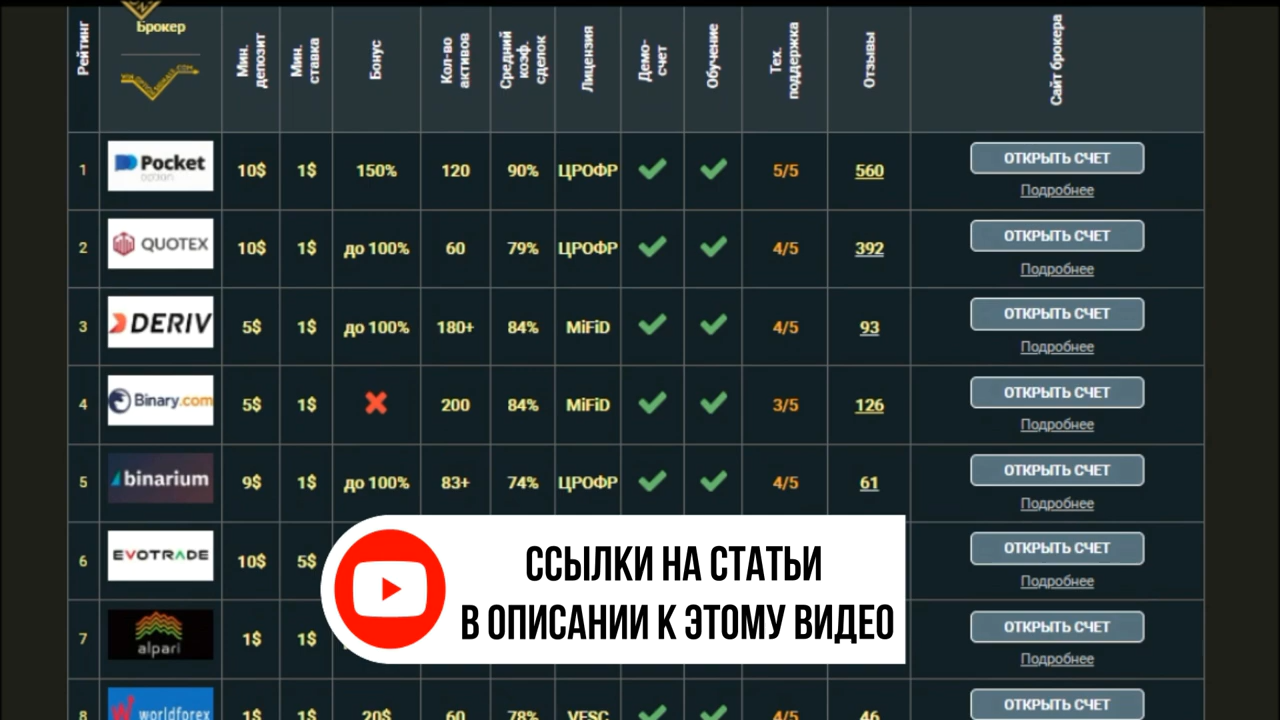 Рейтинг
Брокер
Мин. депозит
Мин. ставка
Бонус
Кол-во активов
Средний коэф. сделок
Лицензия
Демо-счет
Обучение
Тех. поддержка
Отзывы
Сайт брокера
1 Pocket опзіоп 10$ 1$ 150% 120 90% ЦРОФР 5/5 560 ОТКРЫТЬ СЧЕТ
Подробнее
2 QUOTEX 10$ 1$ до 100% 60 79% ЦРОФР 4/5 392 ОТКРЫТЬ СЧЕТ
Подробнее
3 DERIV 5$ 1$ до 100% 180+ 84% MiFiD 4/5 93 ОТКРЫТЬ СЧЕТ
Подробнее
4 Binary.com 5$ 1$ 200 84% MiFiD 3/5 126 ОТКРЫТЬ СЧЕТ
Подробнее
5 binarium 9$ 1$ до 100% 83+ 74% ЦРОФР 4/5 61 ОТКРЫТЬ СЧЕТ
Подробнее
6 EVOTRADE 10$ 5$ ОТКРЫТЬ СЧЕТ
Подробнее
7 alpari 1$ 1$ ОТКРЫТЬ СЧЕТ
Подробнее
8 worldforex 1$ 1$ 20$ 60 78% VFSC 4/5 46 ОТКРЫТЬ СЧЕТ
ССЫЛКИ НА СТАТЬИ
В ОПИСАНИИ К ЭТОМУ ВИДЕО